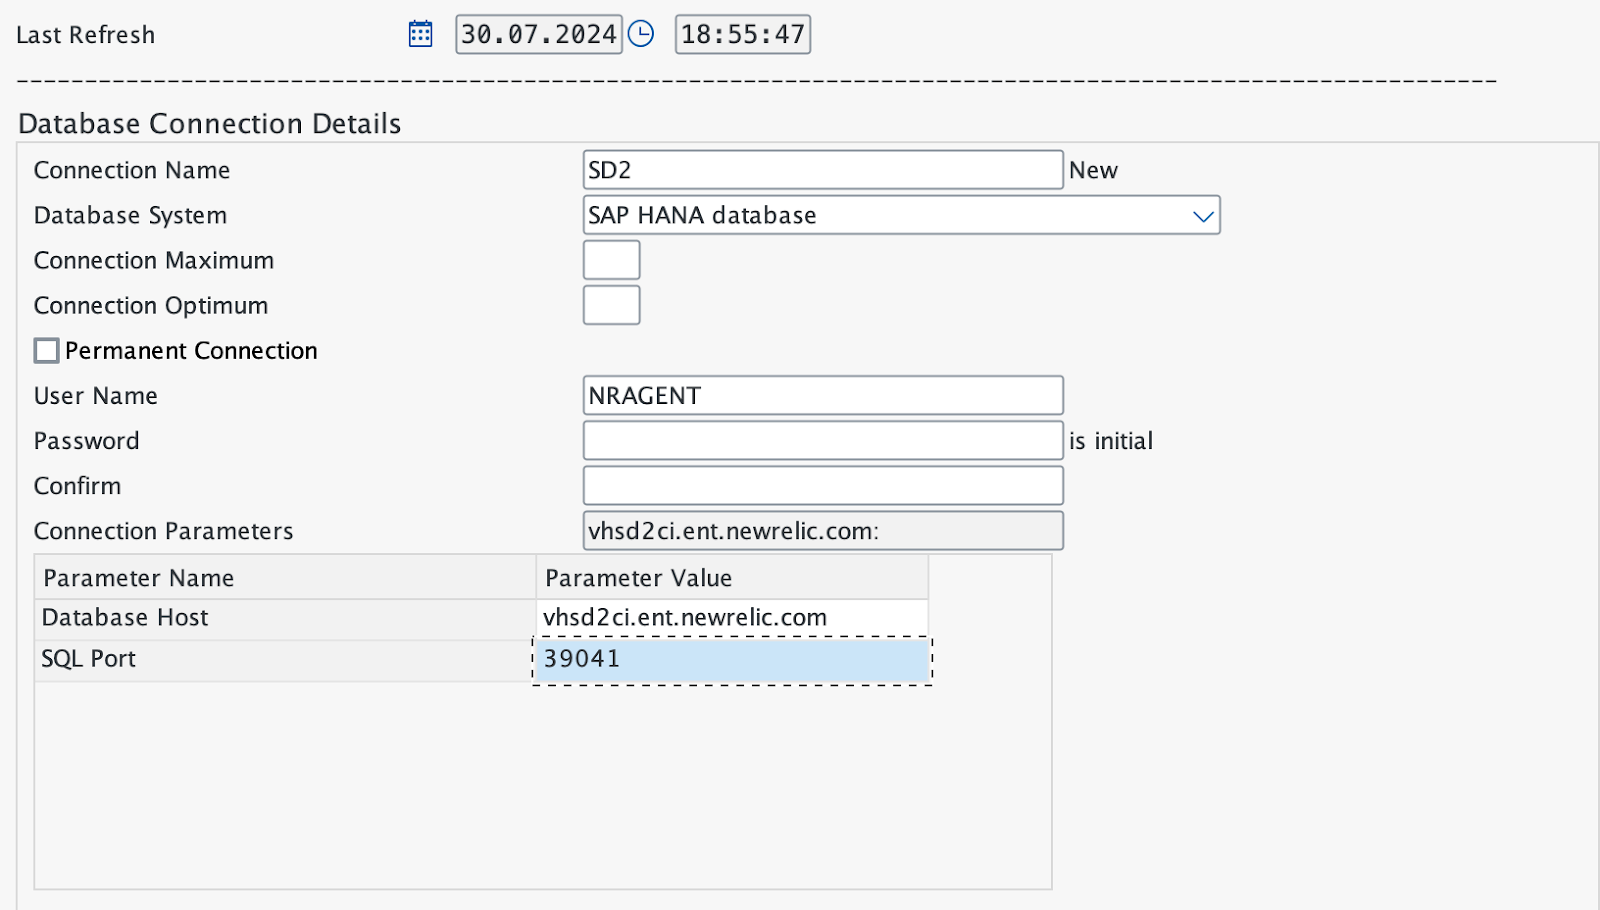 Last Refresh 30.07.2024 18:55:47
Database Connection Details
Connection Name SD2 New
Database System SAP HANA database
Connection Maximum
Connection Optimum
Permanent Connection
User Name NRAGENT
Password is initial
Confirm
Connection Parameters vhsd2ci.ent.newrelic.com:
Parameter Name Parameter Value
Database Host vhsd2ci.ent.newrelic.com
SQL Port 39041